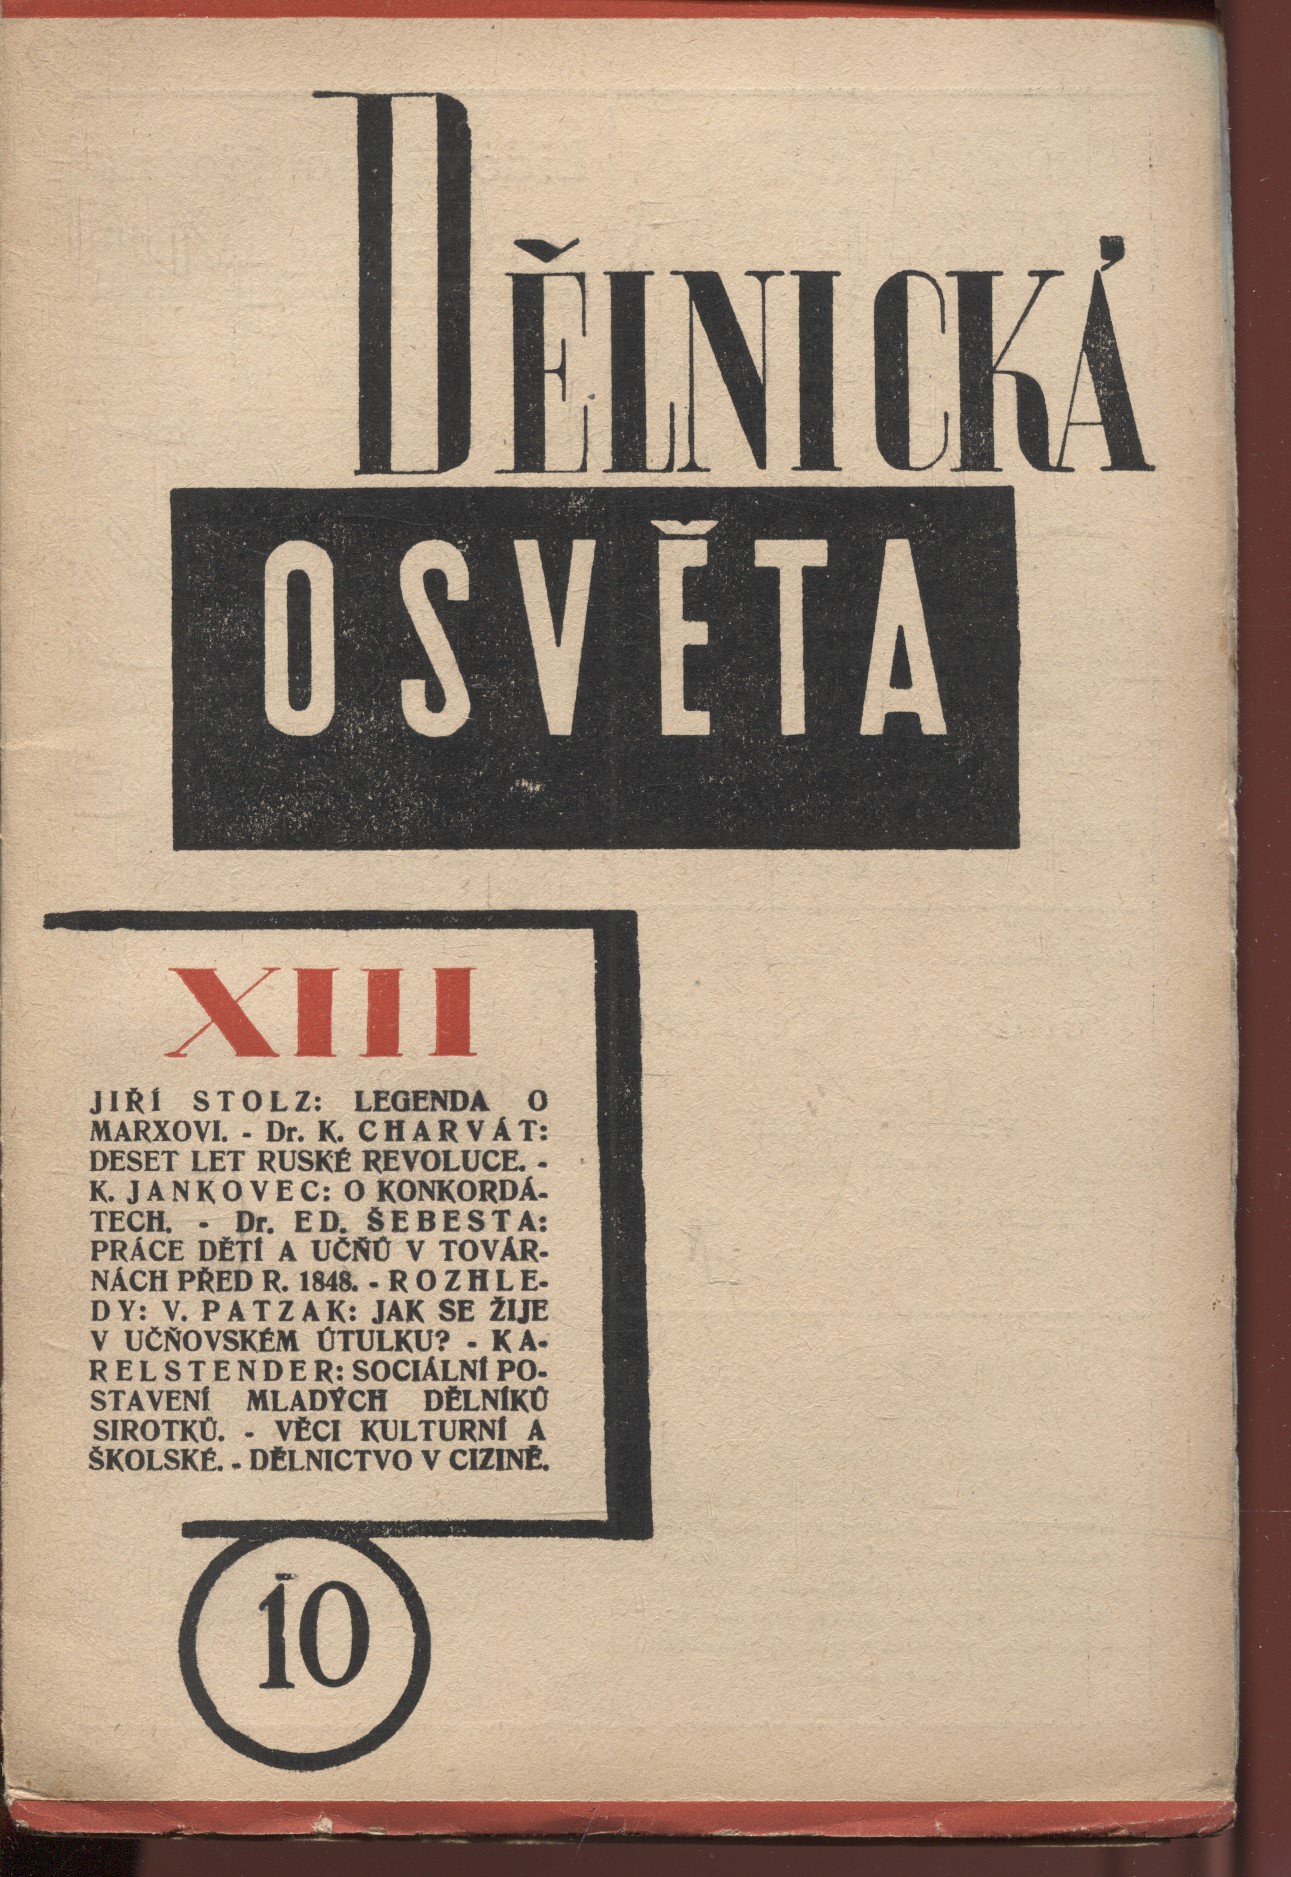 DĚLNICKÁ
OSVĚTA
XIII
JIŘÍ STOLZ: LEGENDA O
MARXOVI. - Dr. K. CHARVÁT:
DESET LET RUSKÉ REVOLUCE. -
K. JANKOVEC: O KONKORDÁ-
TECH. - Dr. ED. ŠEBESTA:
PRÁCE DĚTÍ A UČŇŮ V TOVÁR-
NÁCH PŘED R. 1848. - ROZHLE-
DY: V. PATZAK: JAK SE ŽIJE
V UČŇOVSKÉM ÚTULKU? - KA-
REL STENDER: SOCIÁLNÍ PO-
STAVENÍ MLADÝCH DĚLNÍKŮ
SIROTKŮ. - VĚCI KULTURNÍ A
ŠKOLSKÉ. - DĚLNICTVO V CIZINĚ.
10